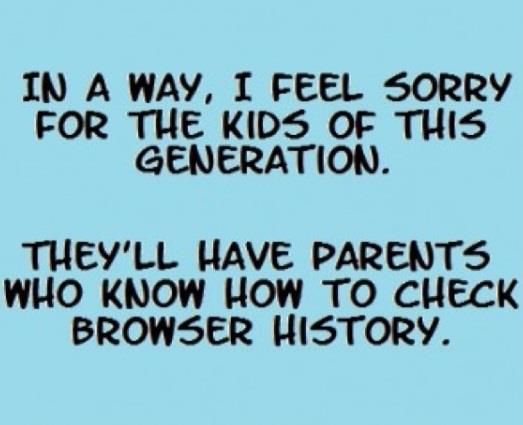 IN A WAY, I FEEL SORRY
FOR THE KIDS OF THIS
GENERATION.
THEY'LL HAVE PARENTS
WHO KNOW HOW TO CHECK
BROWSER HISTORY.